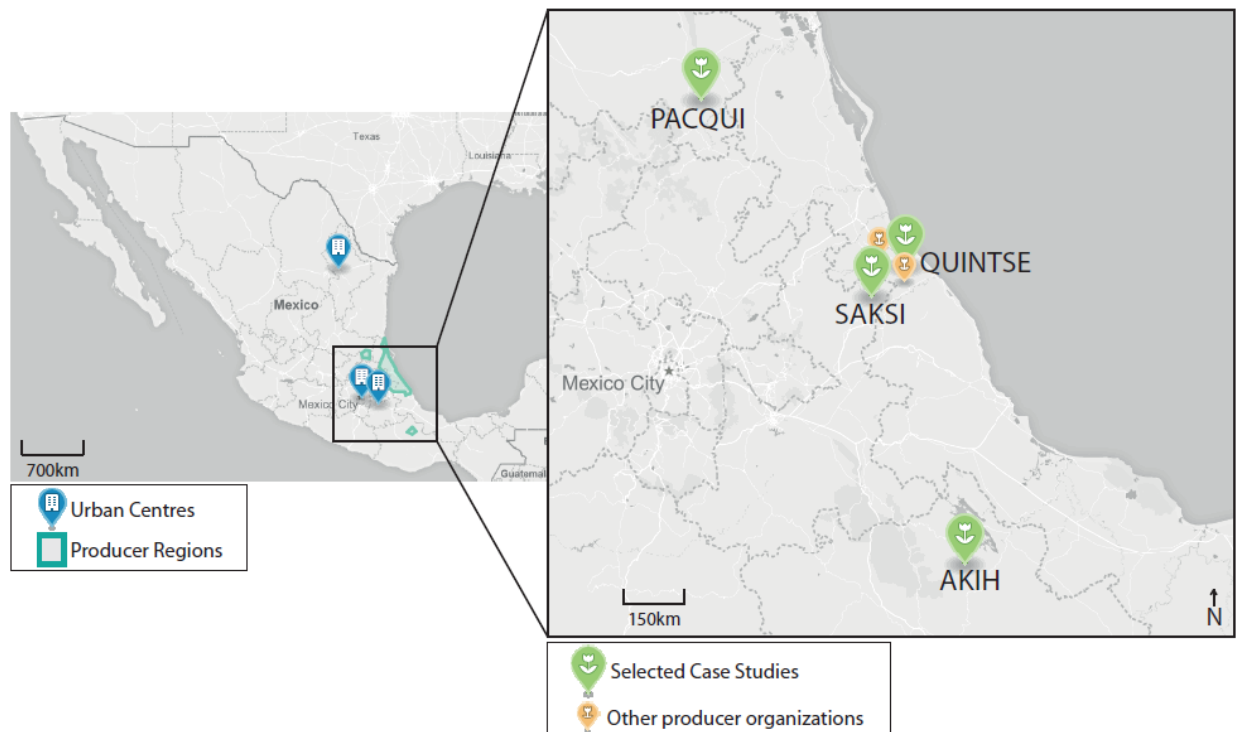 Texas
Louisiana
Mexico
Mexico City
Guatemal
700km
Urban Centres
Producer Regions
PACQUI
QUINTSE
SAKSI
Mexico City
AKIH
150km
N
Selected Case Studies
Other producer organizations